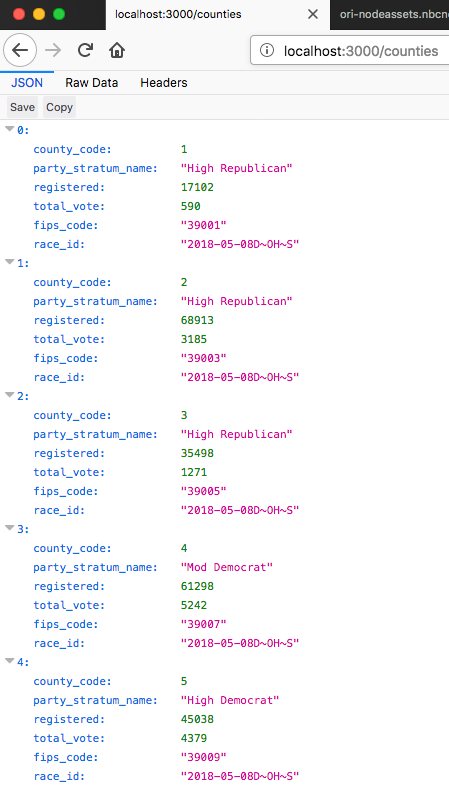 localhost:3000/counties
ori-nodeassets.nbcn
localhost:3000/counties
JSON Raw Data Headers
Save Copy
0:
county_code: 1
party_stratum_name: "High Republican"
registered: 17102
total_vote: 590
fips_code: "39001"
race_id: "2018-05-08D~OH~S"
1:
county_code: 2
party_stratum_name: "High Republican"
registered: 68913
total_vote: 3185
fips_code: "39003"
race_id: "2018-05-08D~OH~S"
2:
county_code: 3
party_stratum_name: "High Republican"
registered: 35498
total_vote: 1271
fips_code: "39005"
race_id: "2018-05-08D~OH~S"
3:
county_code: 4
party_stratum_name: "Mod Democrat"
registered: 61298
total_vote: 5242
fips_code: "39007"
race_id: "2018-05-08D~OH~S"
4:
county_code: 5
party_stratum_name: "High Democrat"
registered: 45038
total_vote: 4379
fips_code: "39009"
race_id: "2018-05-08D~OH~S"